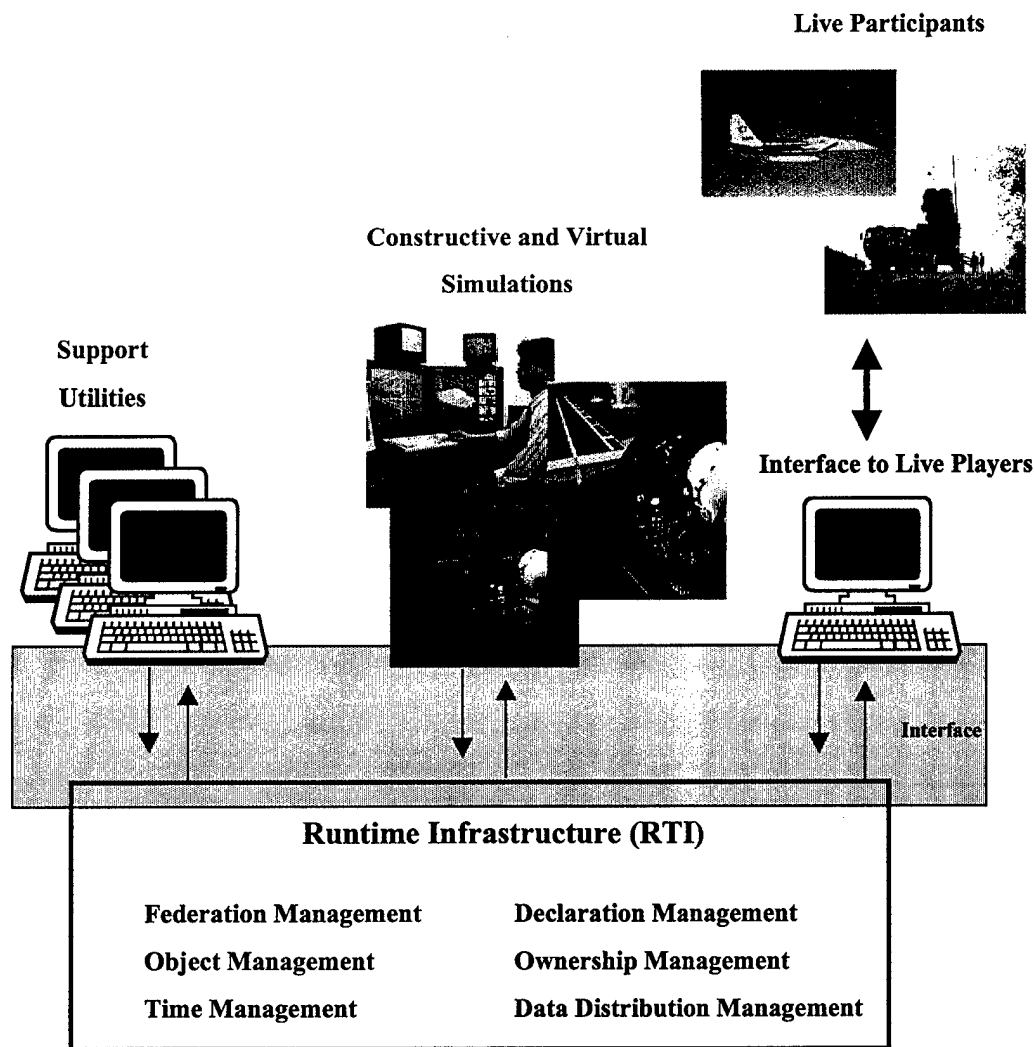 Live Participants
Constructive and Virtual
Simulations
Support
Utilities
Interface to Live Players
Interface
Runtime Infrastructure (RTI)
Federation Management
Declaration Management
Object Management
Ownership Management
Time Management
Data Distribution Management